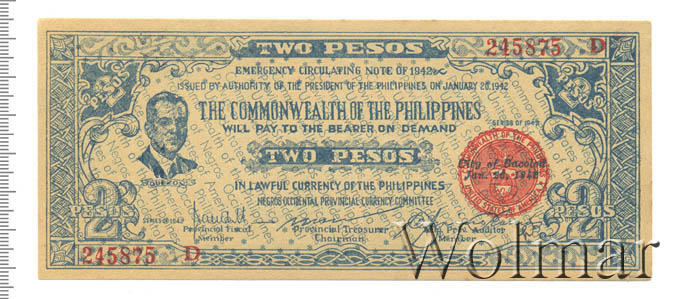 TWO PESOS
245875 D
EMERGENCY CIRCULATING NOTE OF 1942
ISSUED BY AUTHORITY OF THE PRESIDENT OF THE PHILIPPINES ON JANUARY 20, 1942
THE COMMONWEALTH OF THE PHILIPPINES
SERIES OF 1942
WILL PAY TO THE BEARER ON DEMAND
TWO PESOS
City of Bacolod
Jan. 26, 1942
QUEZON
IN LAWFUL CURRENCY OF THE PHILIPPINES
NEGROS OCCIDENTAL PROVINCIAL CURRENCY COMMITTEE
2
PESOS
2
PESOS
SERIES OF 1942
Provincial Fiscal
Member
Provincial Treasurer
Chairman
Prov. Auditor
Member
245875 D
Wolmar